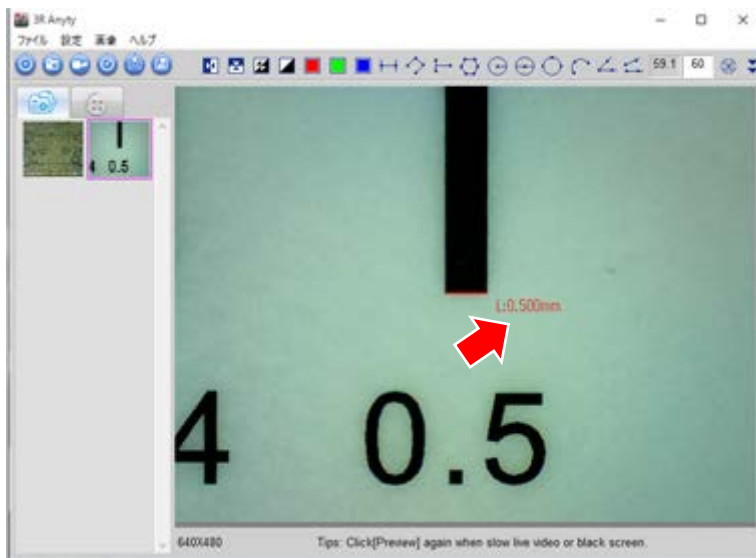 3R Anyty
ファイル 設定 画像 ヘルプ
59.1 60
4 0.5
L:0.500mm
4 0.5
640X480 Tips: Click[Preview] again when slow live video or black screen.